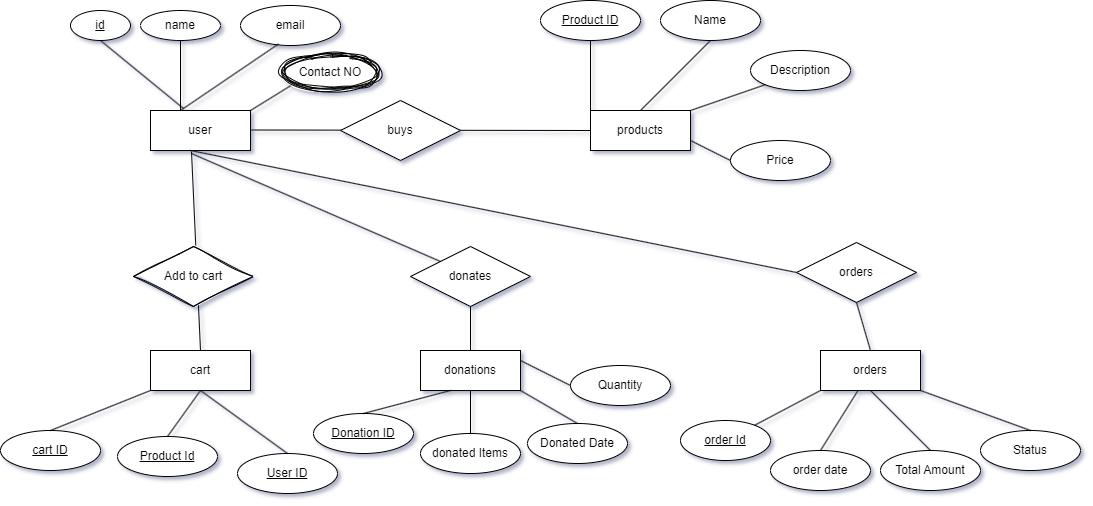 id
name
email
Contact NO
Product ID
Name
Description
Price
user
buys
products
Add to cart
donates
orders
cart
donations
orders
Quantity
cart ID
Product Id
User ID
Donation ID
donated Items
Donated Date
order Id
order date
Total Amount
Status